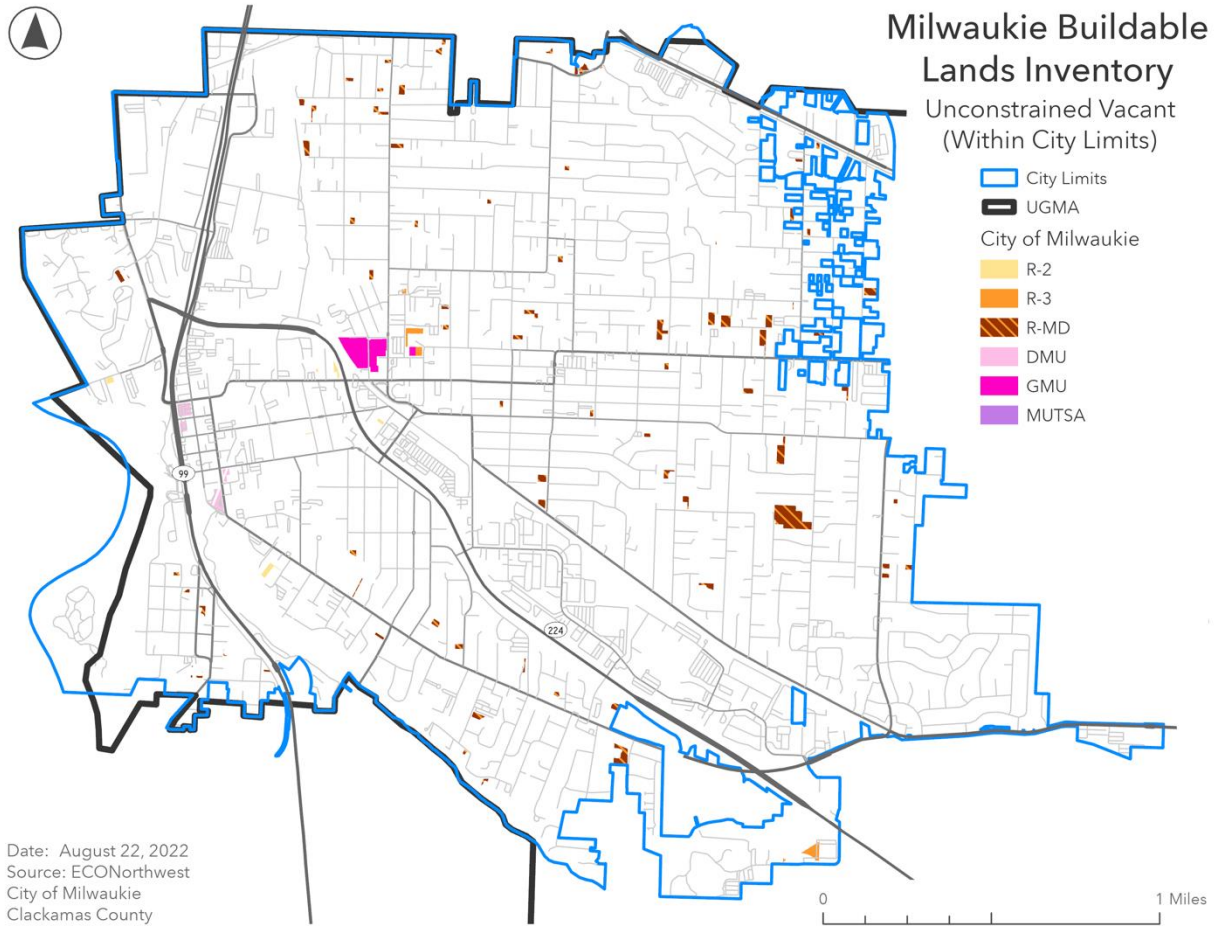 Milwaukie Buildable
Lands Inventory
Unconstrained Vacant
(Within City Limits)
City Limits
UGMA
City of Milwaukie
R-2
R-3
R-MD
DMU
GMU
MUTSA
99
224
Date: August 22, 2022
Source: ECONorthwest
City of Milwaukie
Clackamas County
0 1 Miles